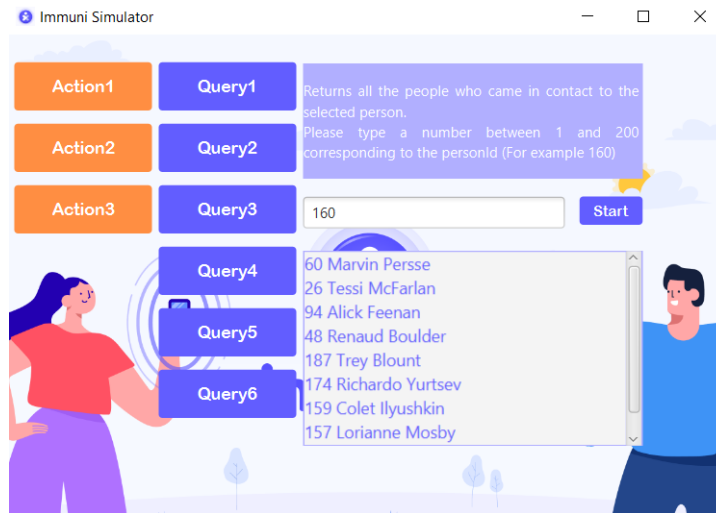 Immuni Simulator
Action1
Query1
Action2
Query2
Action3
Query3
Query4
Query5
Query6
Returns all the people who came in contact to the
selected person.
Please type a number between 1 and 200
corresponding to the personId (For example 160)
160
Start
60 Marvin Persse
26 Tessi McFarlan
94 Alick Feenan
48 Renaud Boulder
187 Trey Blount
174 Richardo Yurtsev
159 Colet Ilyushkin
157 Lorianne Mosby